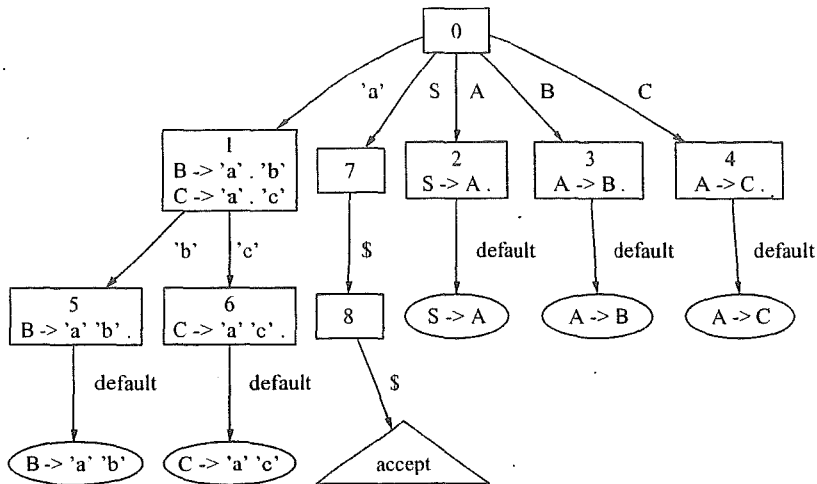 0
'a'
S
A
B
C
1
B -> 'a' . 'b'
C -> 'a' . 'c'
7
2
S -> A .
3
A -> B .
4
A -> C .
'b'
'c'
$
default
default
default
5
B -> 'a' 'b' .
6
C -> 'a' 'c' .
8
S -> A
A -> B
A -> C
default
default
$
B -> 'a' 'b'
C -> 'a' 'c'
accept